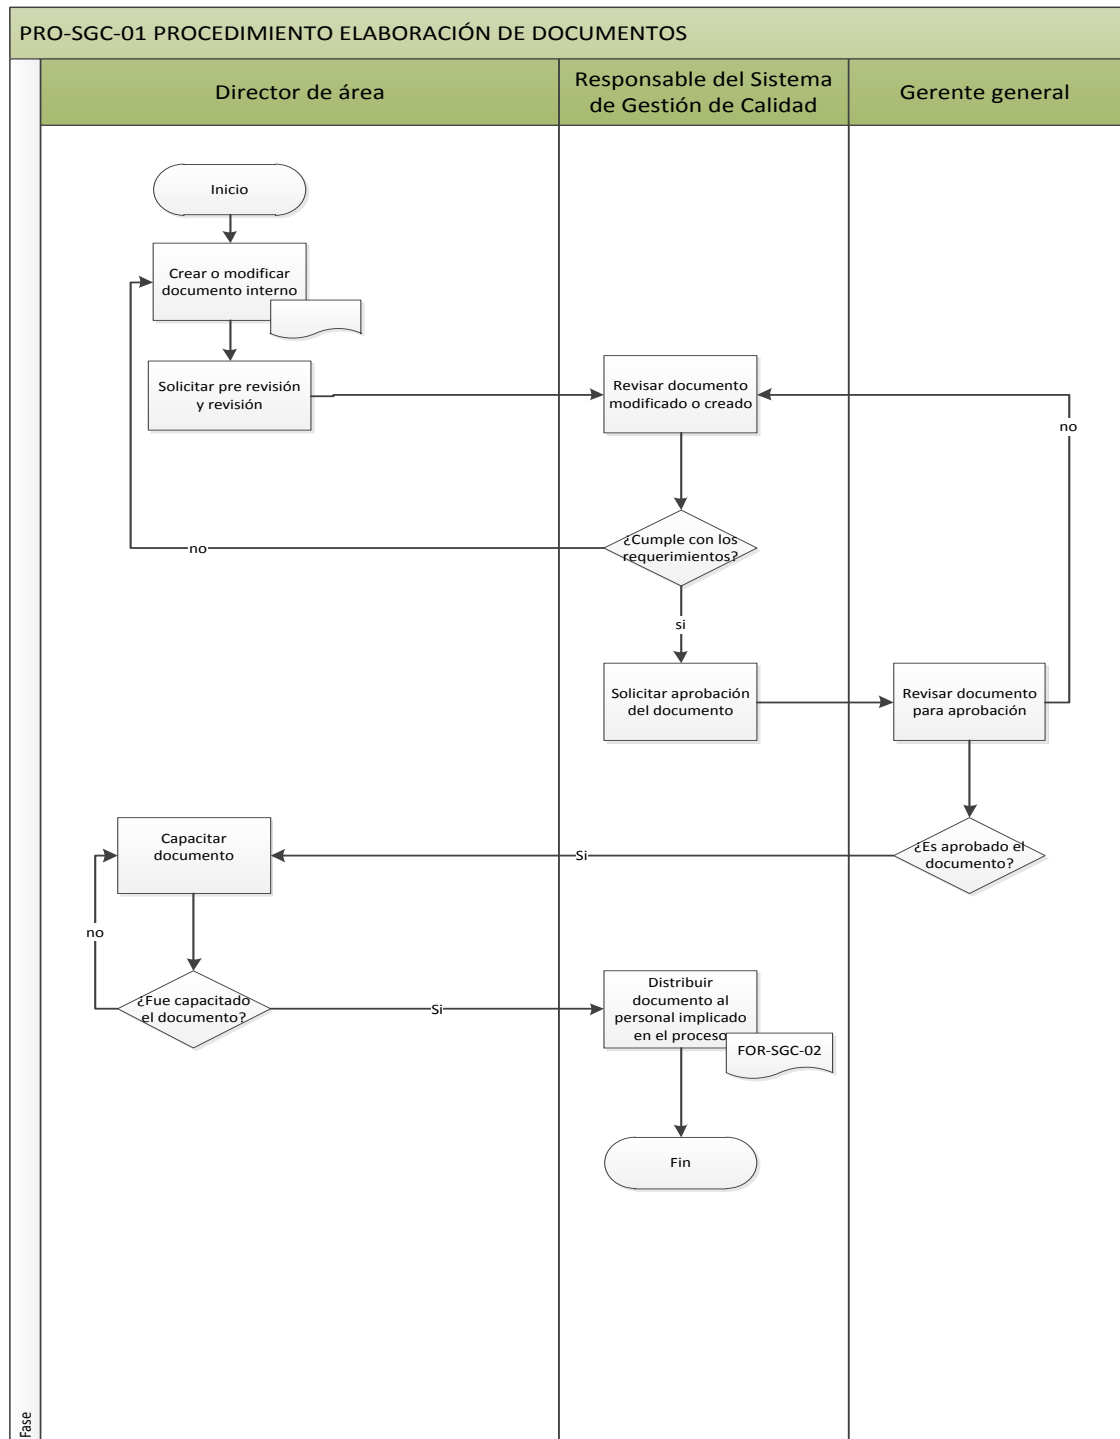 PRO-SGC-01 PROCEDIMIENTO ELABORACIÓN DE DOCUMENTOS
Director de área
Responsable del Sistema
de Gestión de Calidad
Gerente general
Inicio
Crear o modificar
documento interno
Solicitar pre revisión
y revisión
Revisar documento
modificado o creado
no
¿Cumple con los
requerimientos?
no
si
Solicitar aprobación
del documento
Revisar documento
para aprobación
Capacitar
documento
Si
¿Es aprobado el
documento?
no
¿Fue capacitado
el documento?
Si
Distribuir
documento al
personal implicado
en el proceso
FOR-SGC-02
Fin
Fase